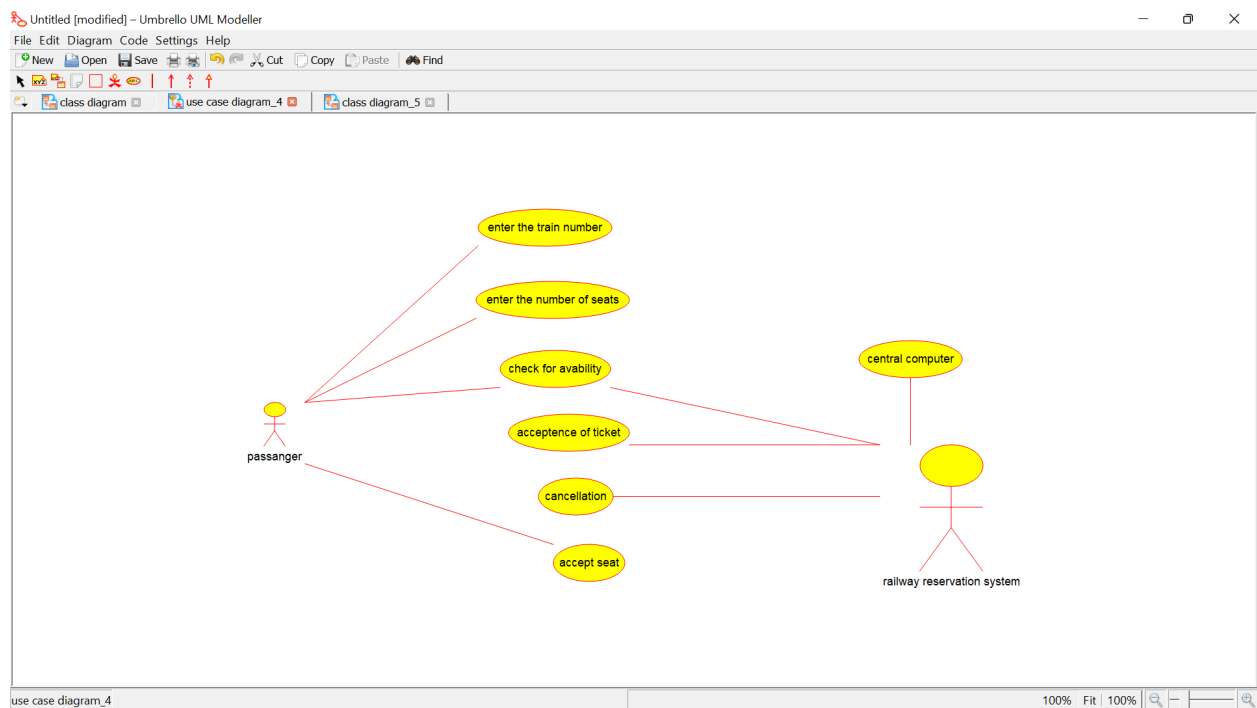 Untitled [modified] – Umbrello UML Modeller
File Edit Diagram Code Settings Help
New Open Save Cut Copy Paste Find
XYZ
class diagram use case diagram_4 class diagram_5
enter the train number
enter the number of seats
check for avability
central computer
acceptence of ticket
passanger
cancellation
accept seat
railway reservation system
use case diagram_4 100% Fit 100%